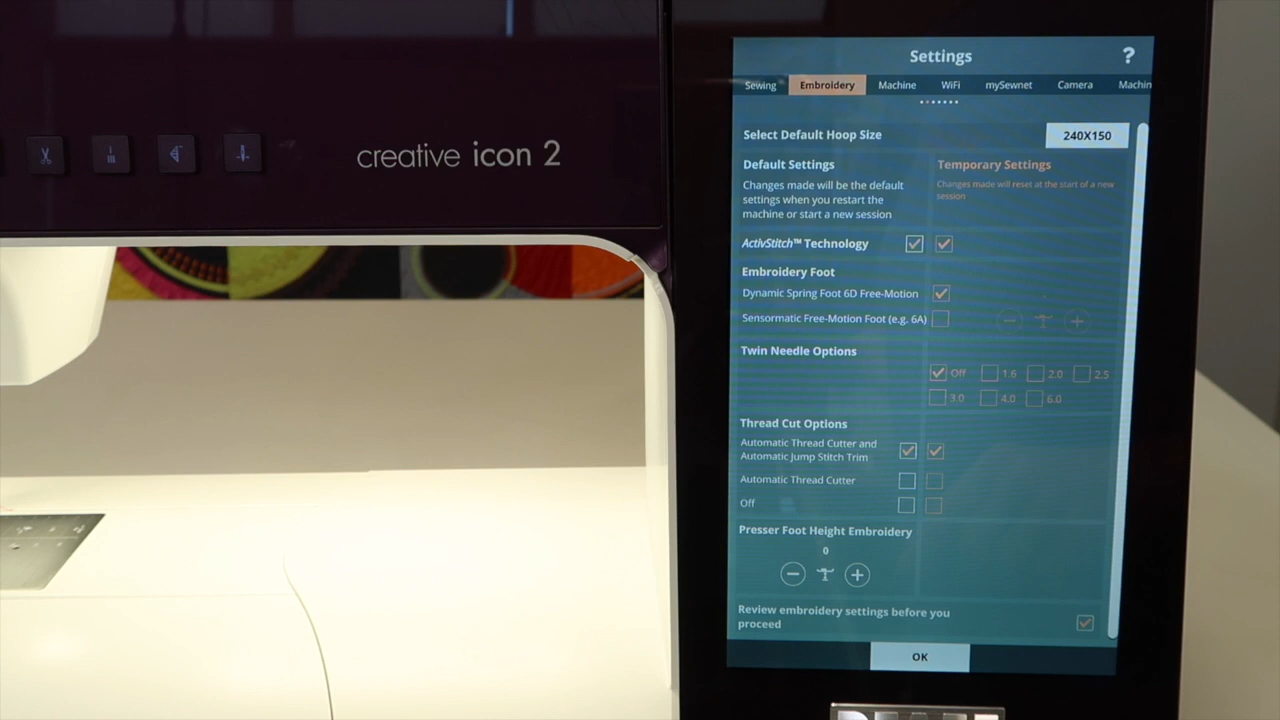 Settings
?
Sewing Embroidery Machine WiFi mySewnet Camera Machin
creative icon 2
Select Default Hoop Size 240X150
Default Settings Temporary Settings
Changes made will be the default
settings when you restart the
machine or start a new session
Changes made will reset at the start of a new
session
ActivStitch™ Technology
Embroidery Foot
Dynamic Spring Foot 6D Free-Motion
Sensormatic Free-Motion Foot (e.g. 6A)
Twin Needle Options
Off 1.6 2.0 2.5
3.0 4.0 6.0
Thread Cut Options
Automatic Thread Cutter and
Automatic Jump Stitch Trim
Automatic Thread Cutter
Off
Presser Foot Height Embroidery
0
Review embroidery settings before you
proceed
OK